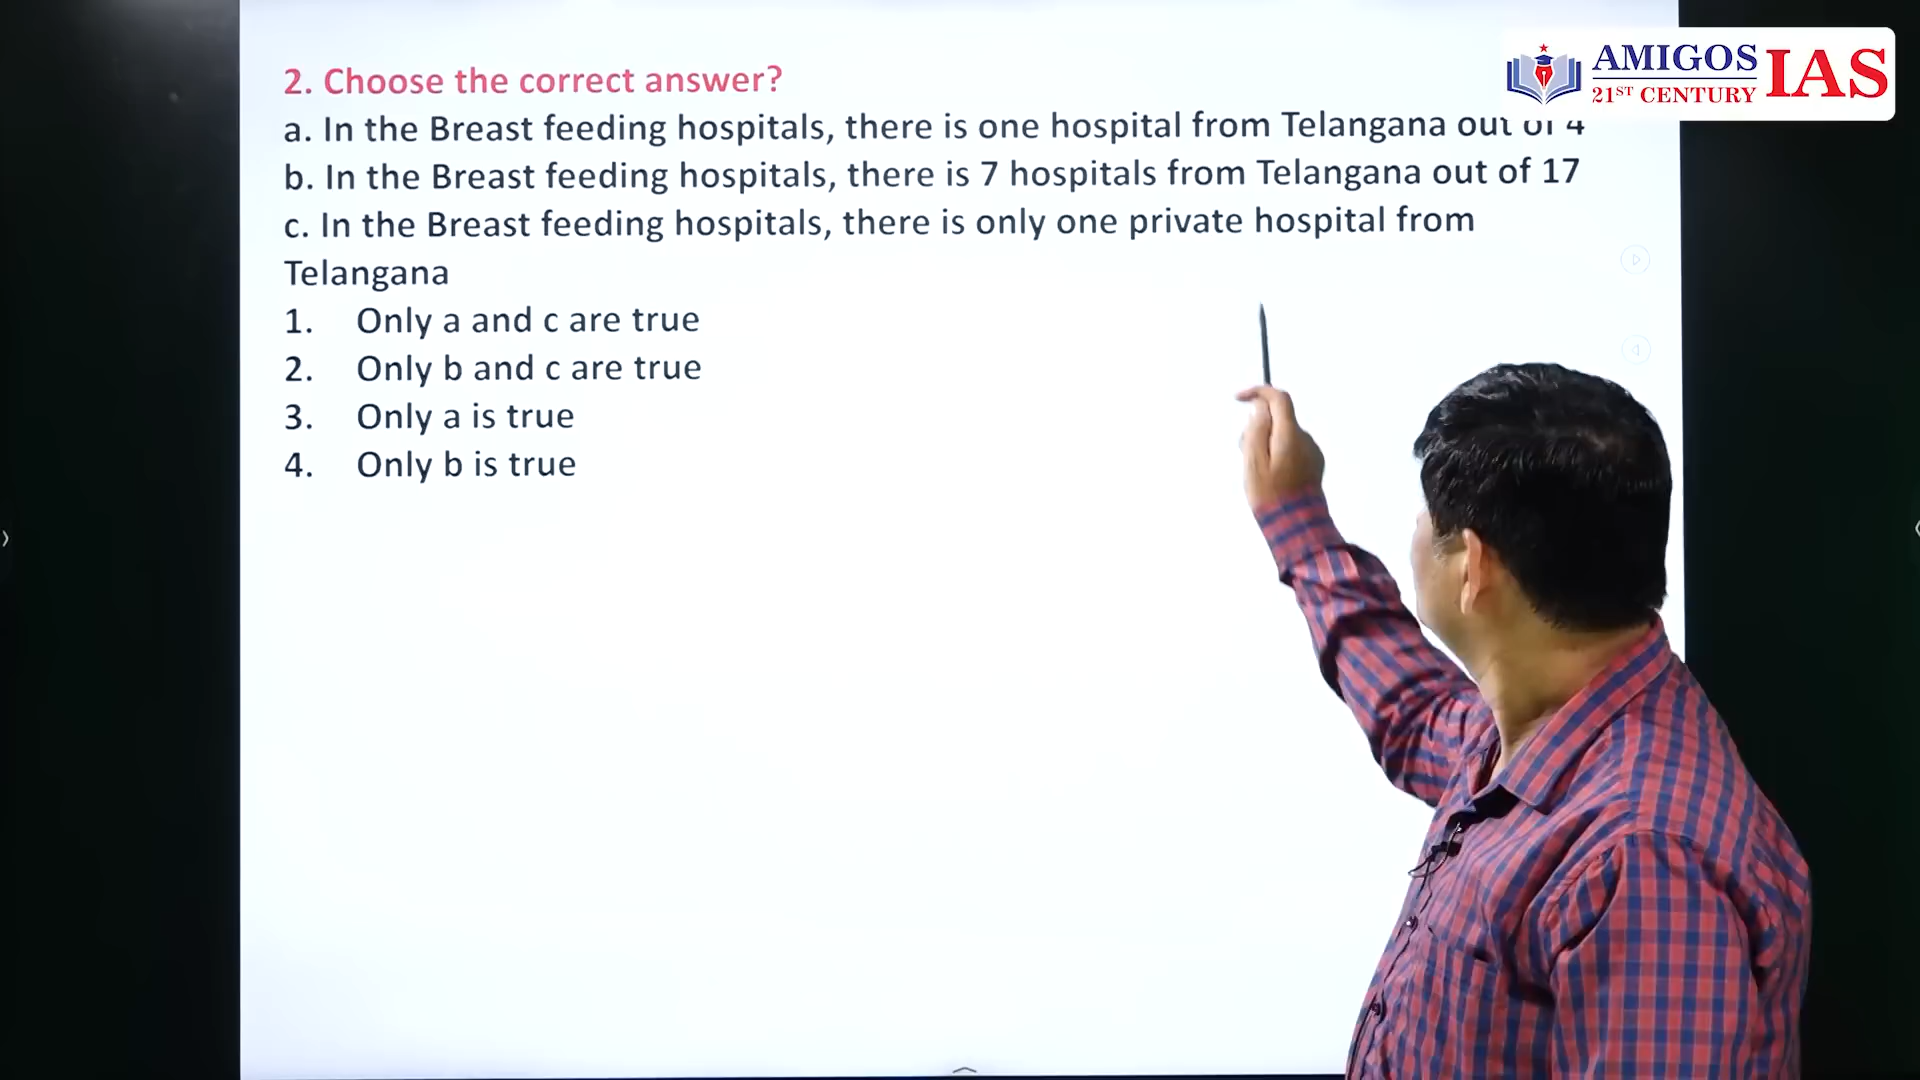 2. Choose the correct answer?
a. In the Breast feeding hospitals, there is one hospital from Telangana out of 4
b. In the Breast feeding hospitals, there is 7 hospitals from Telangana out of 17
c. In the Breast feeding hospitals, there is only one private hospital from
Telangana
1. Only a and c are true
2. Only b and c are true
3. Only a is true
4. Only b is true
AMIGOS
21ST CENTURY
IAS